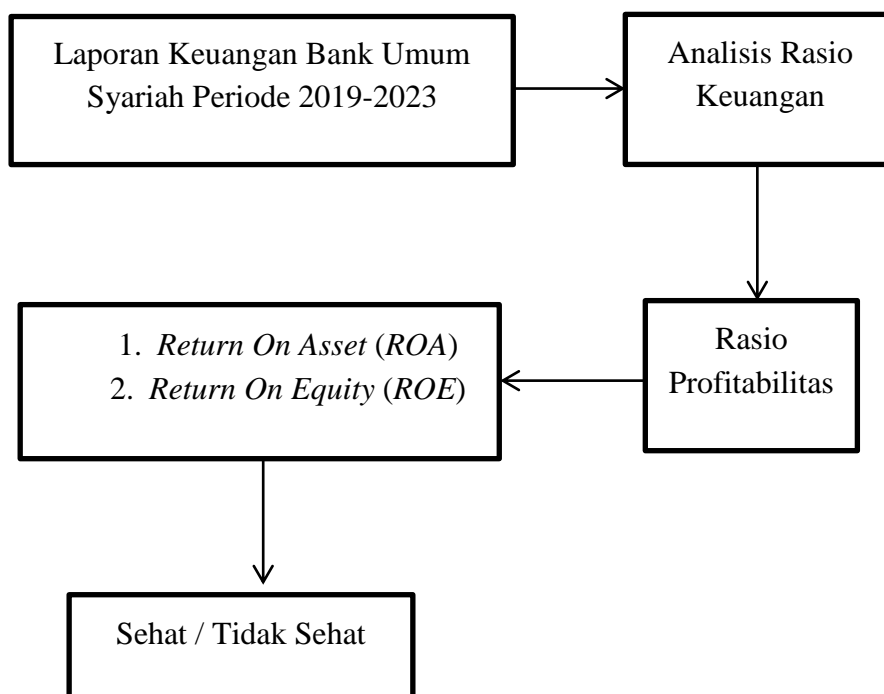 Laporan Keuangan Bank Umum
Syariah Periode 2019-2023
Analisis Rasio
Keuangan
Rasio
Profitabilitas
1. Return On Asset (ROA)
2. Return On Equity (ROE)
Sehat / Tidak Sehat